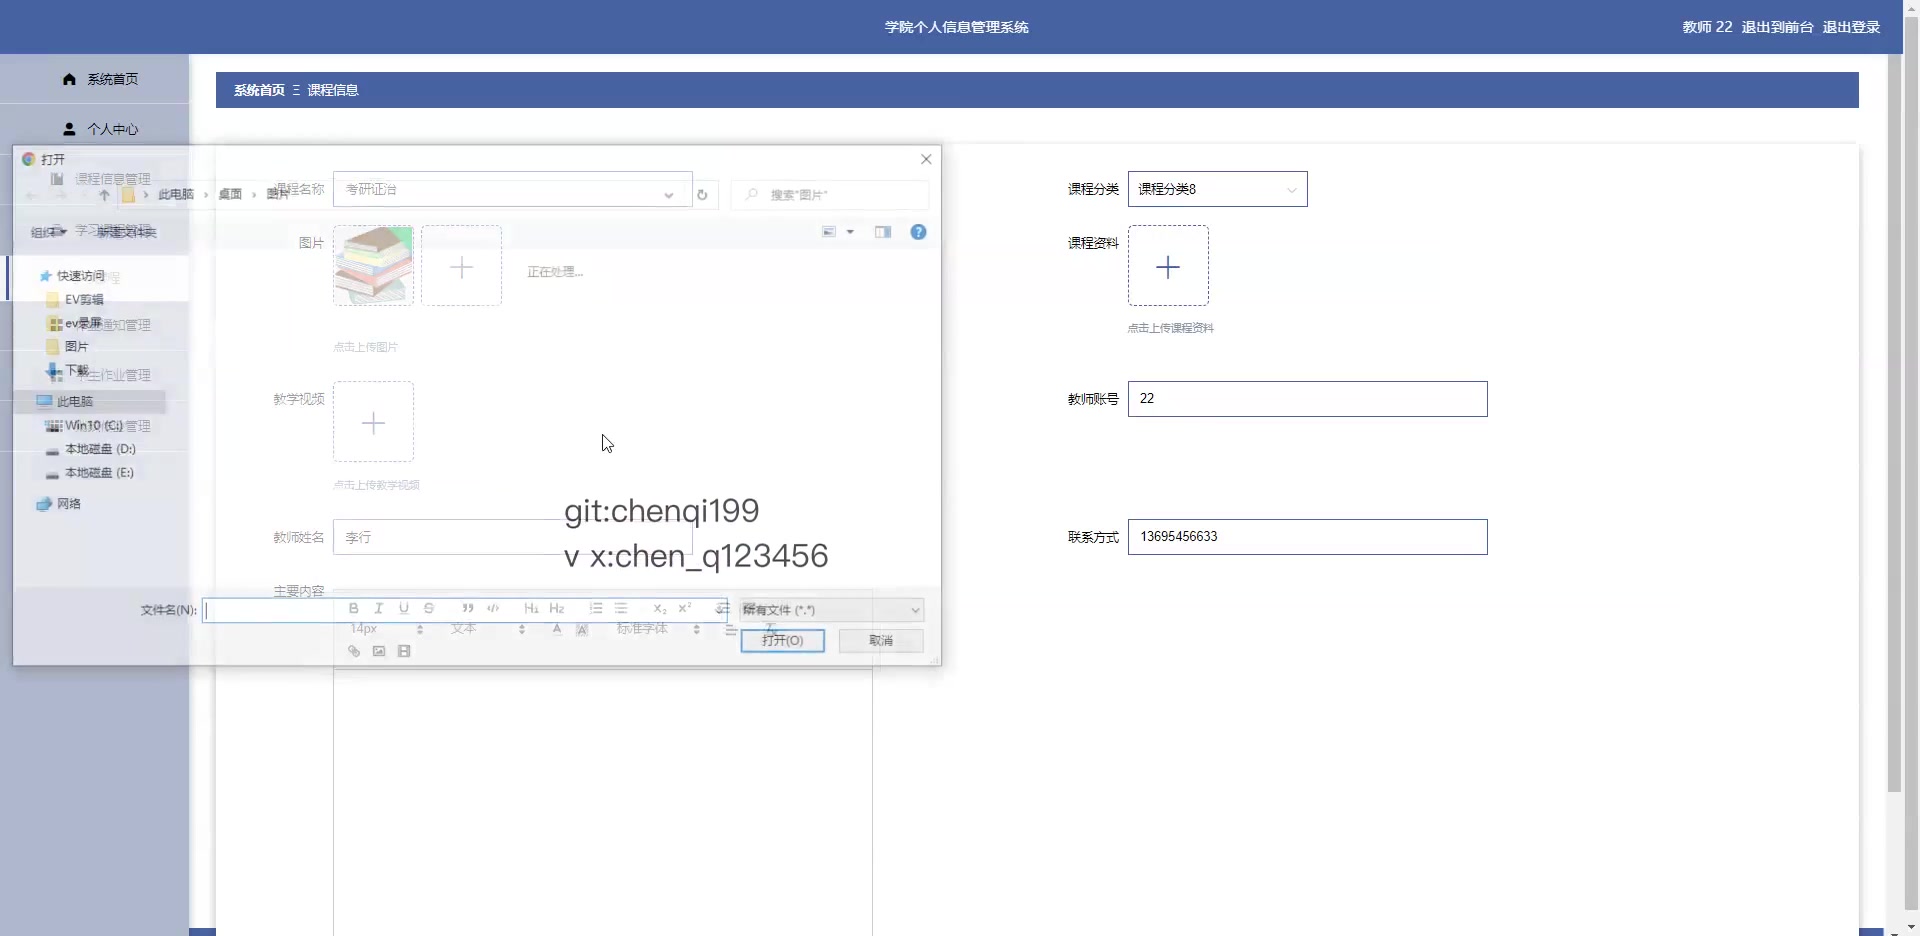 学院个人信息管理系统
教师 22 退出到前台 退出登录
系统首页
个人中心
系统首页 Ξ 课程信息
打开
课程信息管理
此电脑 › 桌面 › 图片
搜索"图片"
课程名称 考研证治
课程分类 课程分类8
组织 新建文件夹
图片
正在处理...
课程资料
点击上传图片
点击上传课程资料
快速访问
EV剪辑
ev录屏
通知管理
图片
下载
学生作业管理
此电脑
Win10 (C:)
管理
本地磁盘 (D:)
本地磁盘 (E:)
网络
教学视频
点击上传教学视频
教师账号 22
git:chenqi199
v x:chen_q123456
教师姓名 李行
联系方式 13695456633
主要内容
文件名(N):
所有文件 (*.*)
B I U S H1 H2 X2 X2
14px 文本 A A 标准字体
打开(O) 取消